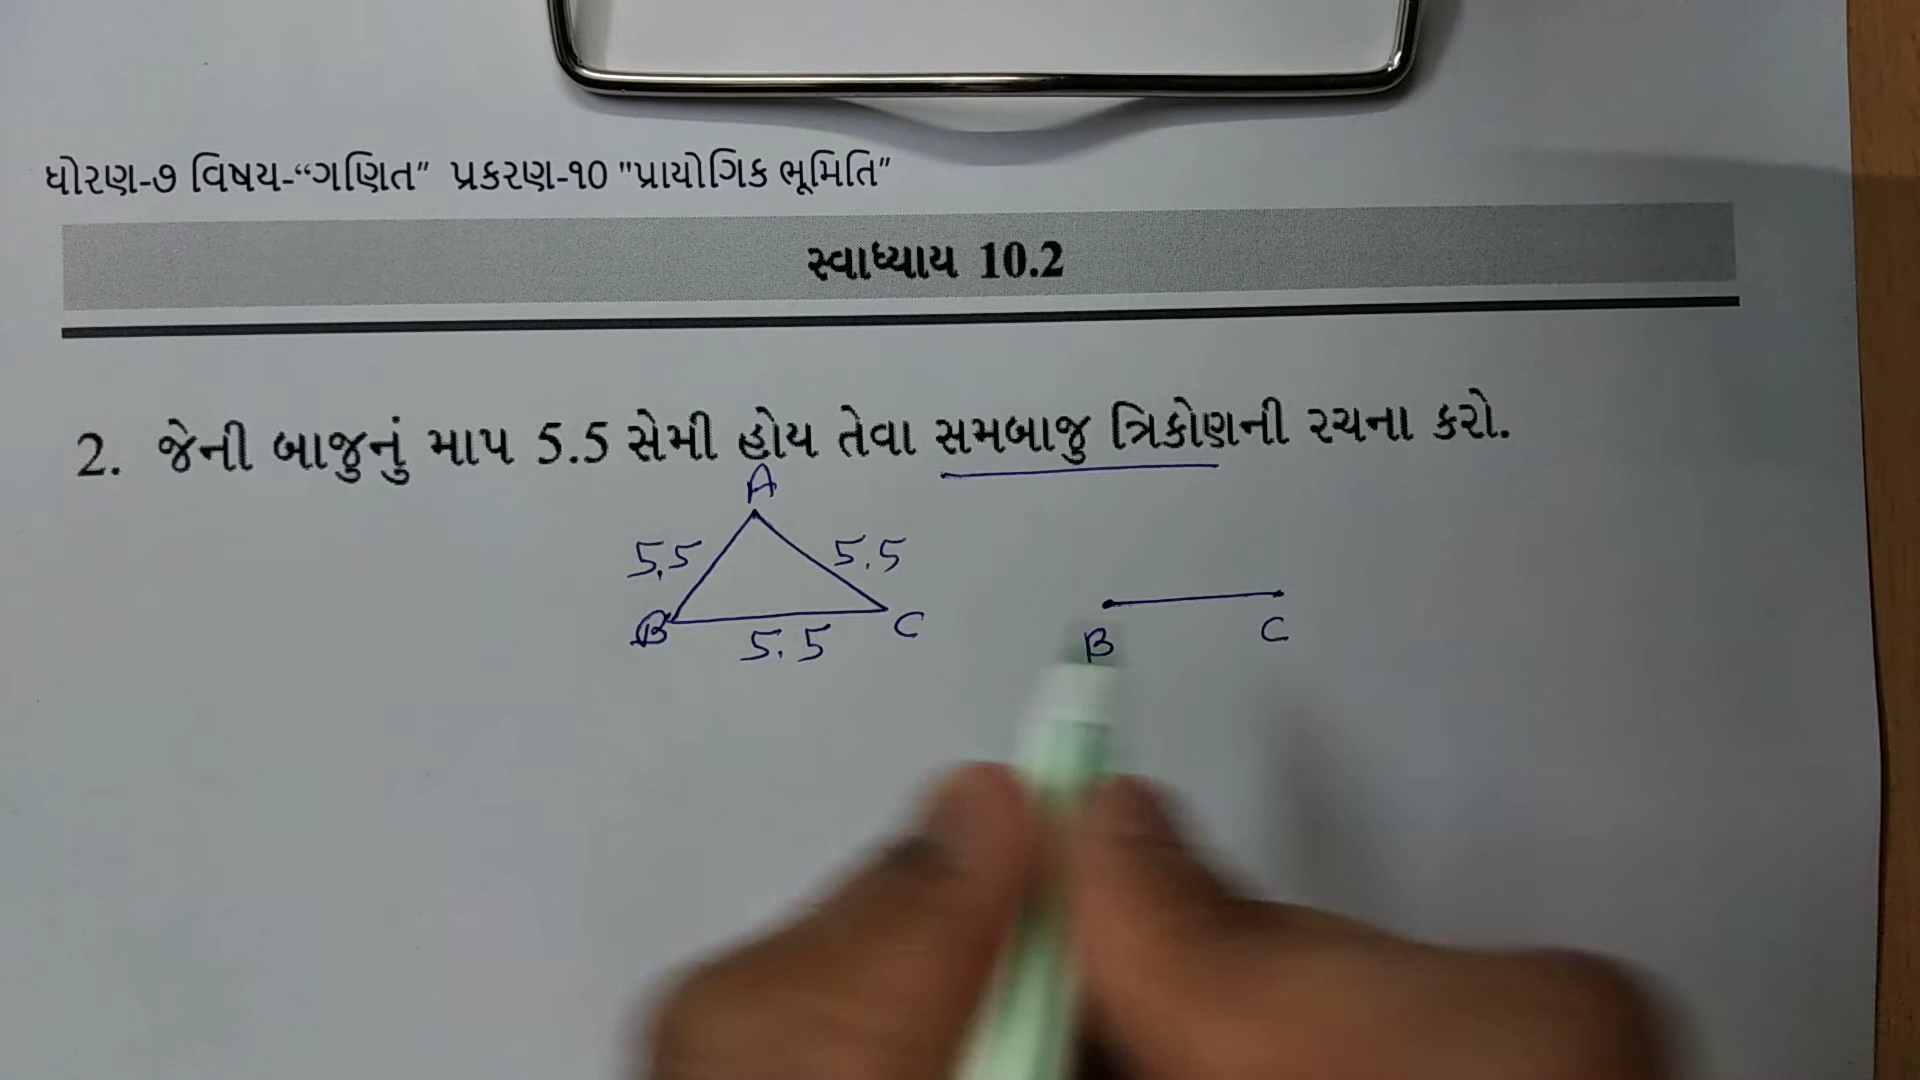 ધોરણ-૭ વિષય-“ગણિત” પ્રકરણ-૧૦ "પ્રાયોગિક ભૂમિતિ”
સ્વાધ્યાય 10.2
2. જેની બાજુનું માપ 5.5 સેમી હોય તેવા સમબાજુ ત્રિકોણની રચના કરો.
A
5.5 5.5
B 5.5 C
B C